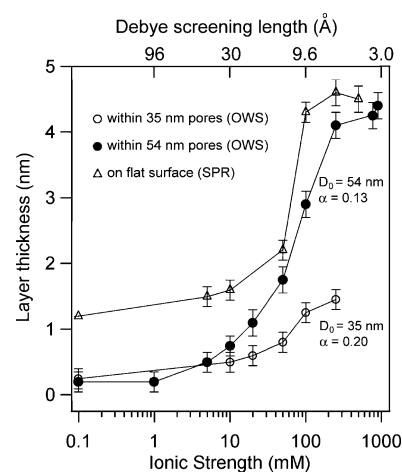 Debye screening length (Å)
96 30 9.6 3.0
5
4
3
2
1
0
Layer thickness (nm)
within 35 nm pores (OWS)
within 54 nm pores (OWS)
on flat surface (SPR)
D₀ = 54 nm
α = 0.13
D₀ = 35 nm
α = 0.20
0.1 1 10 100 1000
Ionic Strength (mM)